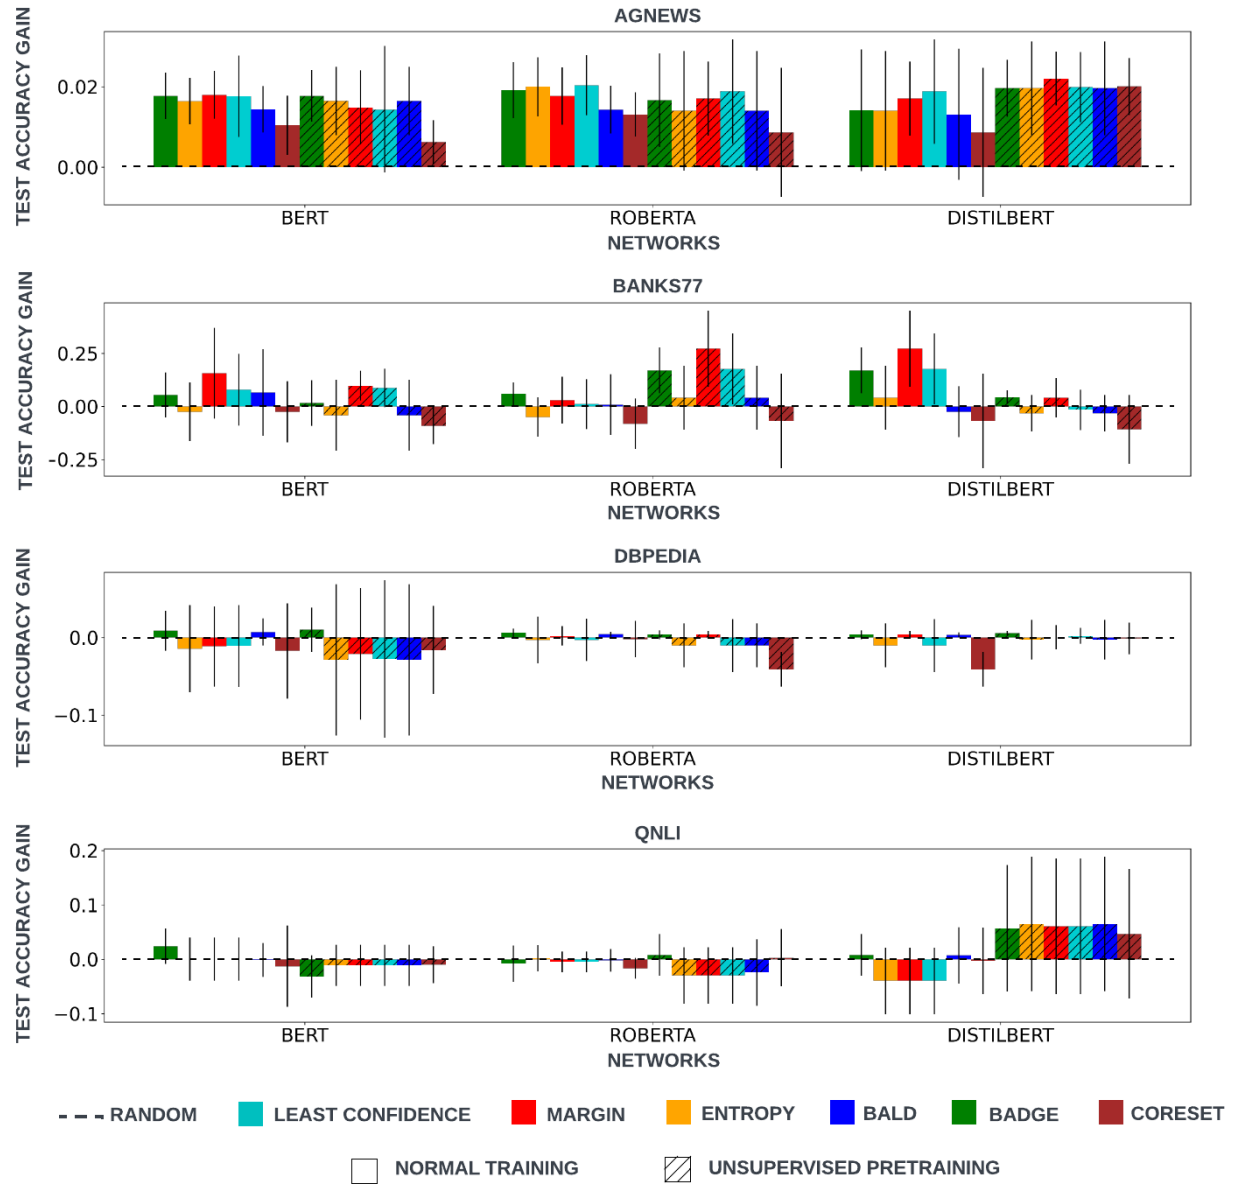 AGNEWS
TEST ACCURACY GAIN
0.02
0.00
BERT ROBERTA DISTILBERT
NETWORKS
BANKS77
TEST ACCURACY GAIN
0.25
0.00
-0.25
BERT ROBERTA DISTILBERT
NETWORKS
DBPEDIA
TEST ACCURACY GAIN
0.0
−0.1
BERT ROBERTA DISTILBERT
NETWORKS
QNLI
TEST ACCURACY GAIN
0.2
0.1
0.0
−0.1
BERT ROBERTA DISTILBERT
NETWORKS
RANDOM LEAST CONFIDENCE MARGIN ENTROPY BALD BADGE CORESET
NORMAL TRAINING UNSUPERVISED PRETRAINING